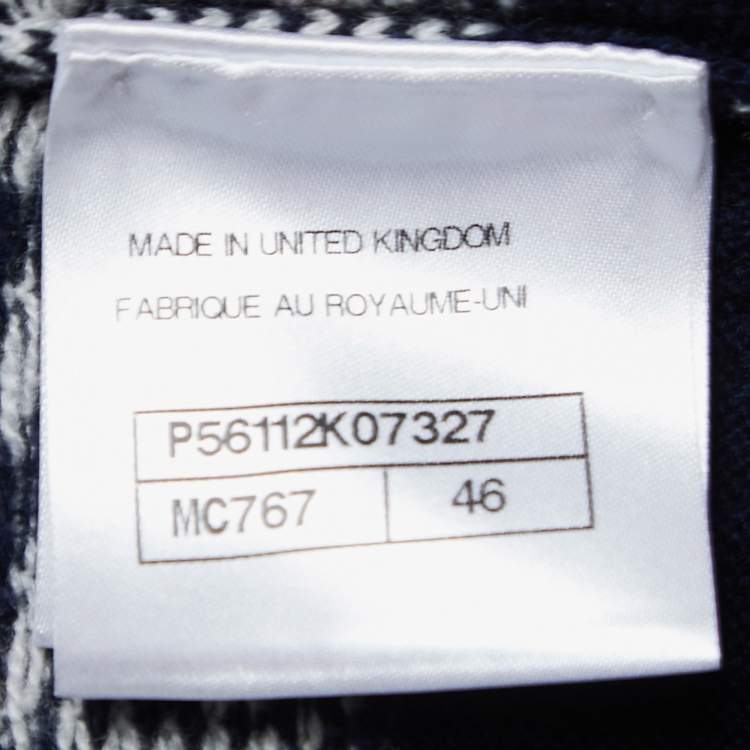 MADE IN UNITED KINGDOM
FABRIQUE AU ROYAUME-UNI
P56112K07327
MC767 46